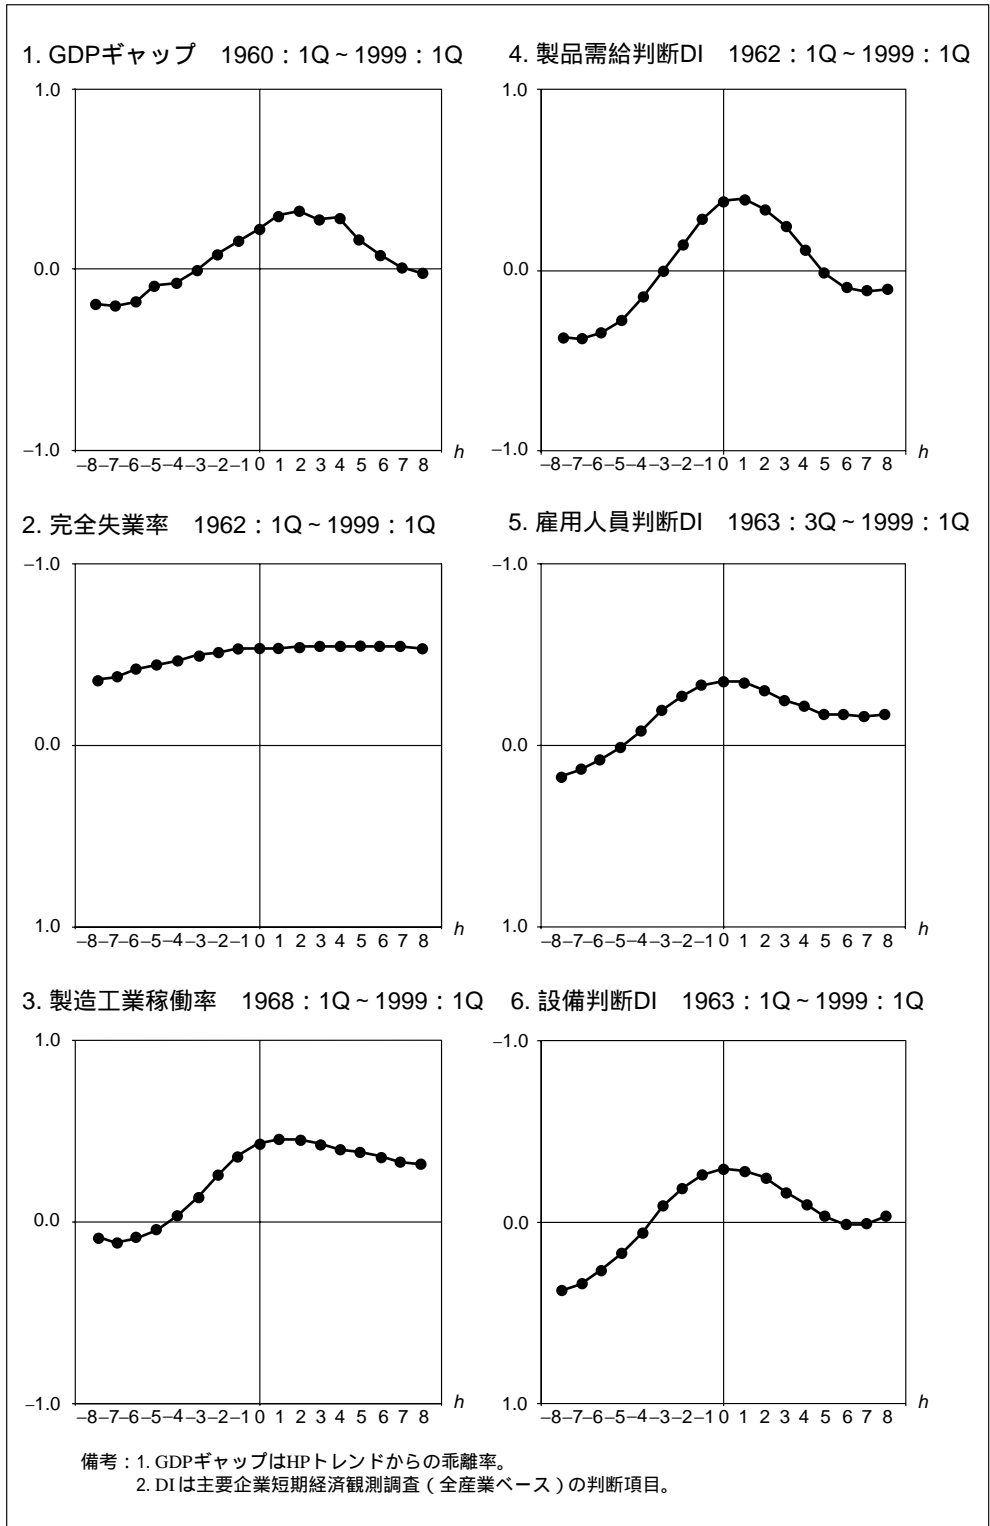 1. GDPギャップ　1960：1Q～1999：1Q
1.0
0.0
–1.0
–8–7–6–5–4–3–2–1 0 1 2 3 4 5 6 7 8 h
4. 製品需給判断DI　1962：1Q～1999：1Q
1.0
0.0
–1.0
–8–7–6–5–4–3–2–1 0 1 2 3 4 5 6 7 8 h
2. 完全失業率　1962：1Q～1999：1Q
–1.0
0.0
1.0
–8–7–6–5–4–3–2–1 0 1 2 3 4 5 6 7 8 h
5. 雇用人員判断DI　1963：3Q～1999：1Q
–1.0
0.0
1.0
–8–7–6–5–4–3–2–1 0 1 2 3 4 5 6 7 8 h
3. 製造工業稼働率　1968：1Q～1999：1Q
1.0
0.0
–1.0
–8–7–6–5–4–3–2–1 0 1 2 3 4 5 6 7 8 h
6. 設備判断DI　1963：1Q～1999：1Q
–1.0
0.0
1.0
–8–7–6–5–4–3–2–1 0 1 2 3 4 5 6 7 8 h
備考：1. GDPギャップはHPトレンドからの乖離率。
2. DIは主要企業短期経済観測調査（全産業ベース）の判断項目。